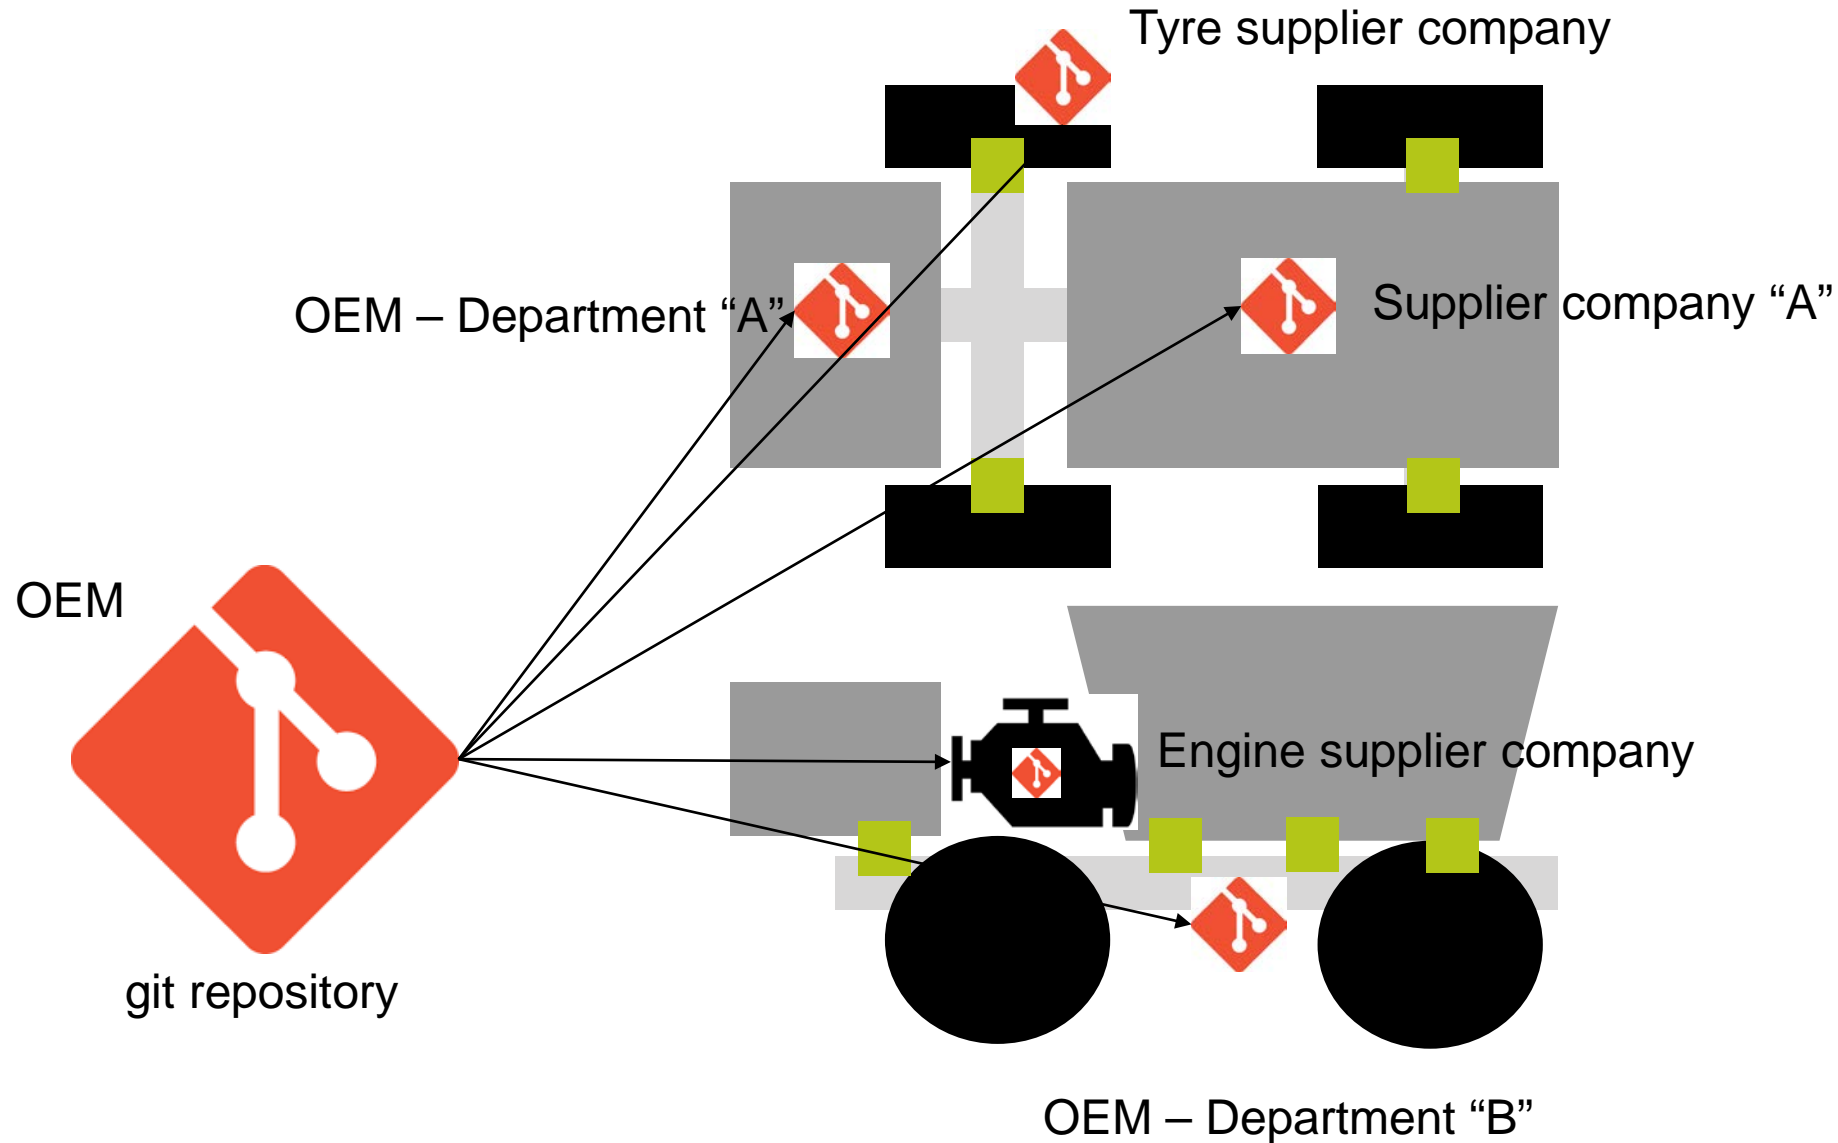 Tyre supplier company
OEM – Department “A”
Supplier company “A”
OEM
Engine supplier company
git repository
OEM – Department “B”